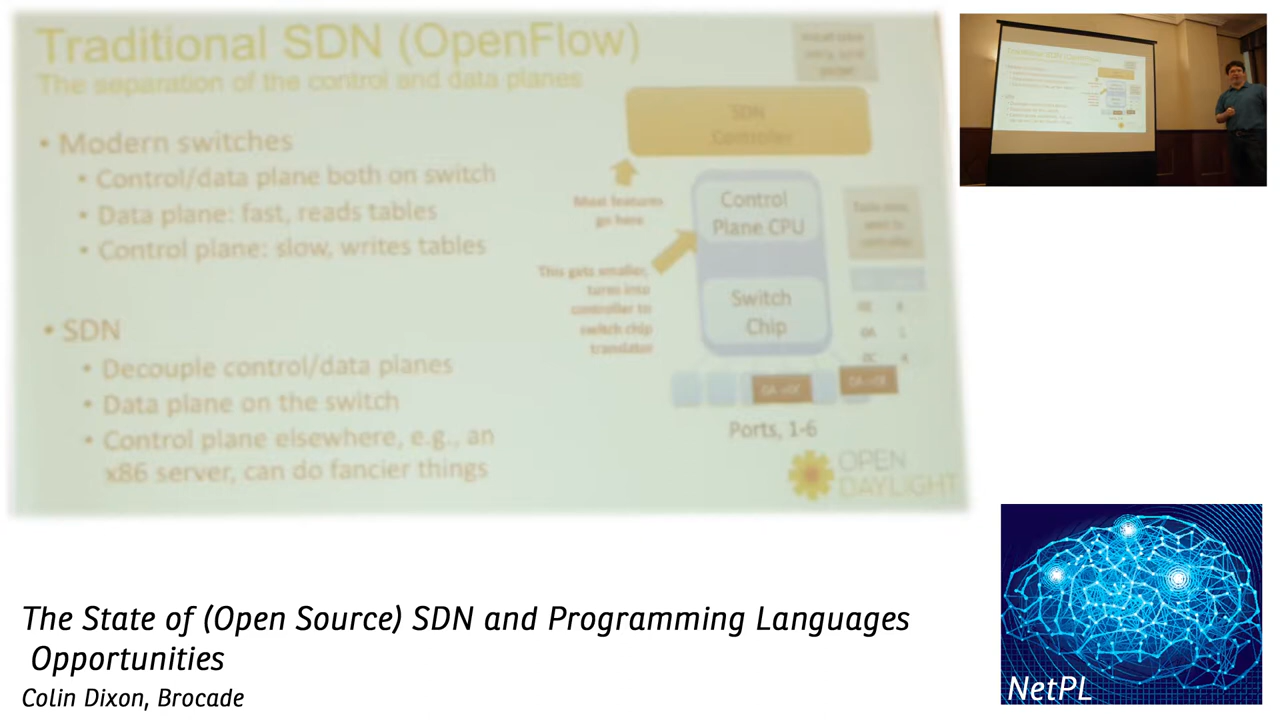 Traditional SDN (OpenFlow)
The separation of the control and data planes
• Modern switches
• Control/data plane both on switch
• Data plane: fast, reads tables
• Control plane: slow, writes tables
• SDN
• Decouple control/data planes
• Data plane on the switch
• Control plane elsewhere, e.g., an
x86 server, can do fancier things
SDN
Controller
Most features
go here
Control
Plane CPU
This gets smaller,
turns into
controller to
switch chip
translator
Switch
Chip
Ports, 1-6
OPEN
DAYLIGHT
The State of (Open Source) SDN and Programming Languages
Opportunities
Colin Dixon, Brocade
NetPL